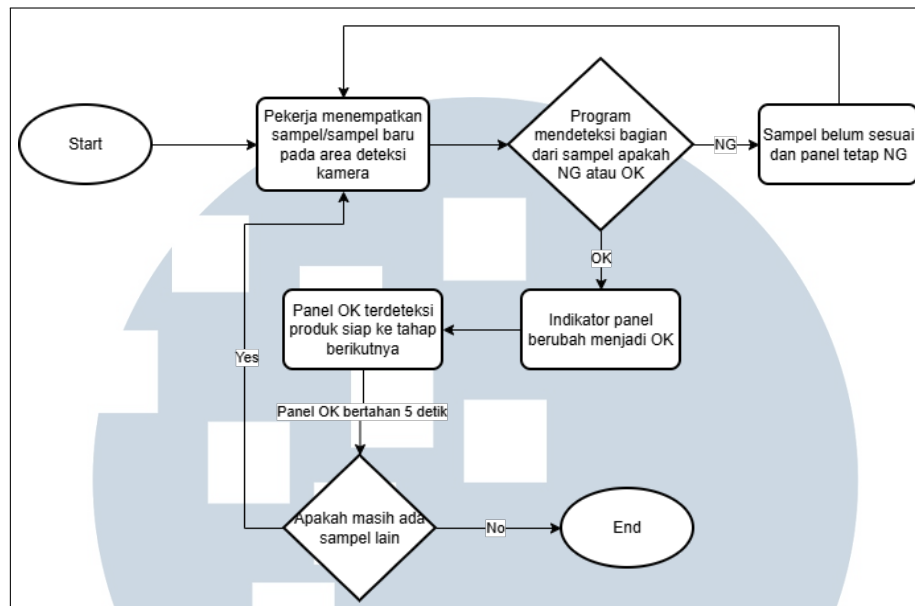 Start
Pekerja menempatkan
sampel/sampel baru
pada area deteksi
kamera
Program
mendeteksi bagian
dari sampel apakah
NG atau OK
NG
Sampel belum sesuai
dan panel tetap NG
OK
Indikator panel
berubah menjadi OK
Panel OK terdeteksi
produk siap ke tahap
berikutnya
Yes
Panel OK bertahan 5 detik
Apakah masih ada
sampel lain
No
End